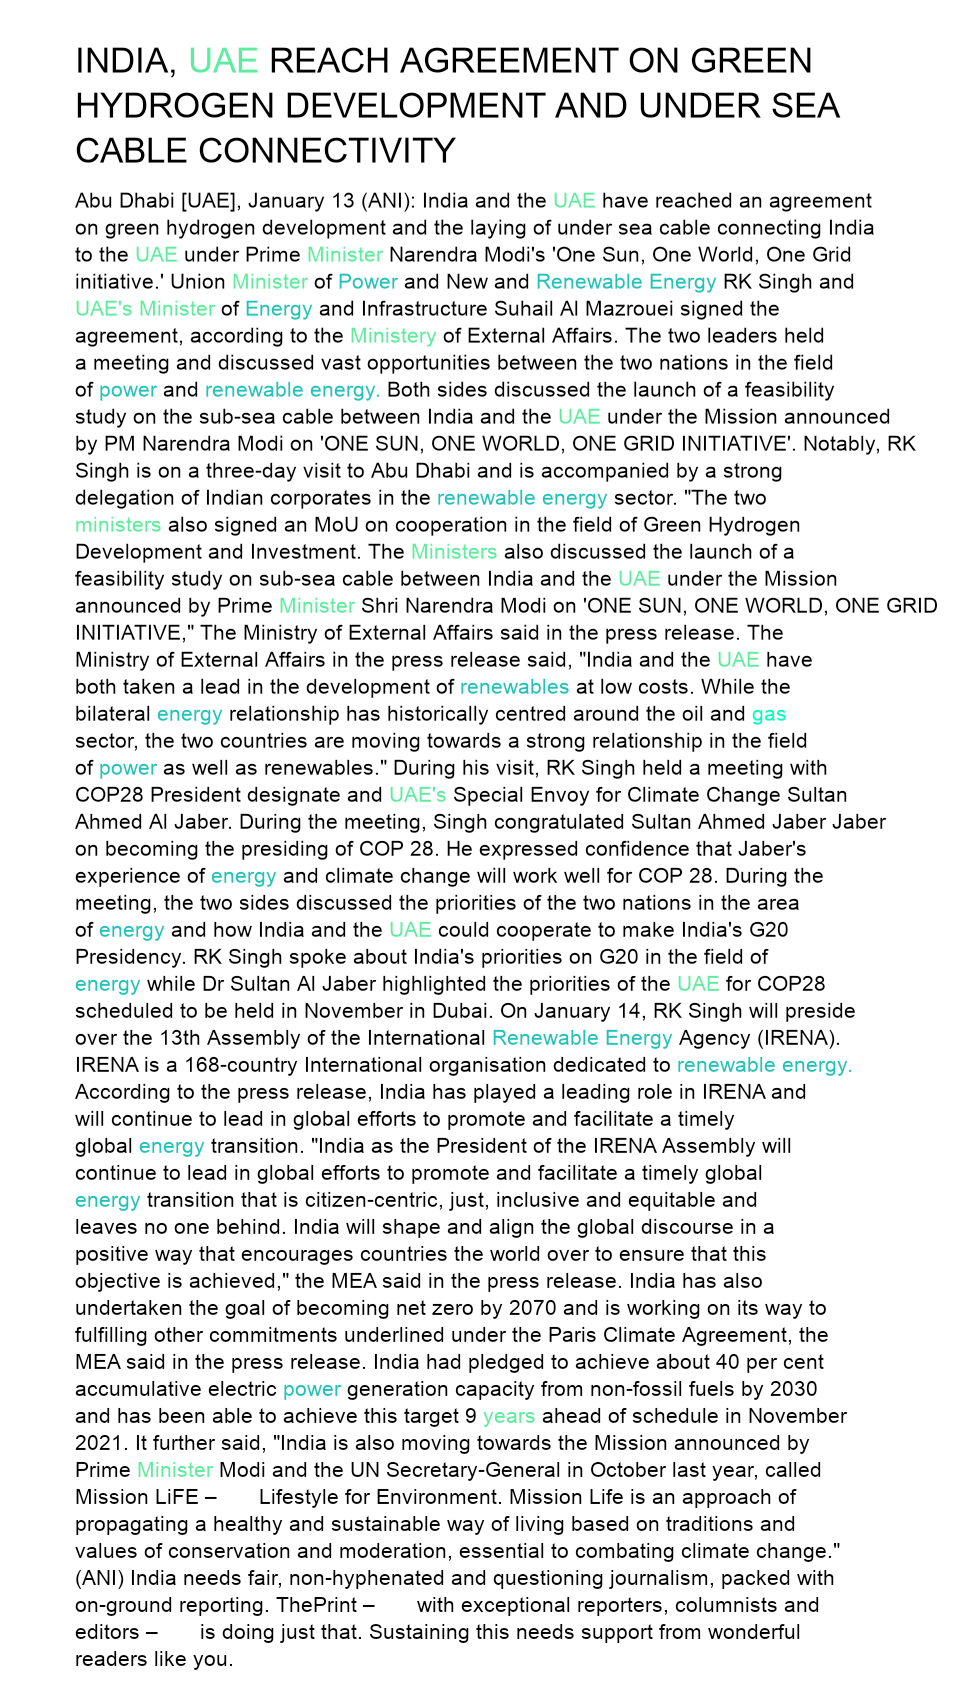 INDIA, UAE REACH AGREEMENT ON GREEN
HYDROGEN DEVELOPMENT AND UNDER SEA
CABLE CONNECTIVITY
Abu Dhabi [UAE], January 13 (ANI): India and the UAE have reached an agreement
on green hydrogen development and the laying of under sea cable connecting India
to the UAE under Prime Minister Narendra Modi's 'One Sun, One World, One Grid
initiative.' Union Minister of Power and New and Renewable Energy RK Singh and
UAE's Minister of Energy and Infrastructure Suhail Al Mazrouei signed the
agreement, according to the Ministery of External Affairs. The two leaders held
a meeting and discussed vast opportunities between the two nations in the field
of power and renewable energy. Both sides discussed the launch of a feasibility
study on the sub-sea cable between India and the UAE under the Mission announced
by PM Narendra Modi on 'ONE SUN, ONE WORLD, ONE GRID INITIATIVE'. Notably, RK
Singh is on a three-day visit to Abu Dhabi and is accompanied by a strong
delegation of Indian corporates in the renewable energy sector. "The two
ministers also signed an MoU on cooperation in the field of Green Hydrogen
Development and Investment. The Ministers also discussed the launch of a
feasibility study on sub-sea cable between India and the UAE under the Mission
announced by Prime Minister Shri Narendra Modi on 'ONE SUN, ONE WORLD, ONE GRID
INITIATIVE," The Ministry of External Affairs said in the press release. The
Ministry of External Affairs in the press release said, "India and the UAE have
both taken a lead in the development of renewables at low costs. While the
bilateral energy relationship has historically centred around the oil and gas
sector, the two countries are moving towards a strong relationship in the field
of power as well as renewables." During his visit, RK Singh held a meeting with
COP28 President designate and UAE's Special Envoy for Climate Change Sultan
Ahmed Al Jaber. During the meeting, Singh congratulated Sultan Ahmed Jaber Jaber
on becoming the presiding of COP 28. He expressed confidence that Jaber's
experience of energy and climate change will work well for COP 28. During the
meeting, the two sides discussed the priorities of the two nations in the area
of energy and how India and the UAE could cooperate to make India's G20
Presidency. RK Singh spoke about India's priorities on G20 in the field of
energy while Dr Sultan Al Jaber highlighted the priorities of the UAE for COP28
scheduled to be held in November in Dubai. On January 14, RK Singh will preside
over the 13th Assembly of the International Renewable Energy Agency (IRENA).
IRENA is a 168-country International organisation dedicated to renewable energy.
According to the press release, India has played a leading role in IRENA and
will continue to lead in global efforts to promote and facilitate a timely
global energy transition. "India as the President of the IRENA Assembly will
continue to lead in global efforts to promote and facilitate a timely global
energy transition that is citizen-centric, just, inclusive and equitable and
leaves no one behind. India will shape and align the global discourse in a
positive way that encourages countries the world over to ensure that this
objective is achieved," the MEA said in the press release. India has also
undertaken the goal of becoming net zero by 2070 and is working on its way to
fulfilling other commitments underlined under the Paris Climate Agreement, the
MEA said in the press release. India had pledged to achieve about 40 per cent
accumulative electric power generation capacity from non-fossil fuels by 2030
and has been able to achieve this target 9 years ahead of schedule in November
2021. It further said, "India is also moving towards the Mission announced by
Prime Minister Modi and the UN Secretary-General in October last year, called
Mission LiFE – Lifestyle for Environment. Mission Life is an approach of
propagating a healthy and sustainable way of living based on traditions and
values of conservation and moderation, essential to combating climate change."
(ANI) India needs fair, non-hyphenated and questioning journalism, packed with
on-ground reporting. ThePrint – with exceptional reporters, columnists and
editors – is doing just that. Sustaining this needs support from wonderful
readers like you.